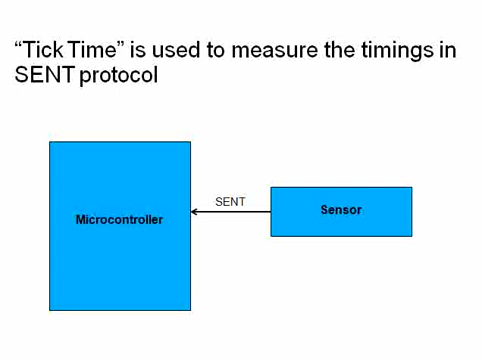 “Tick Time” is used to measure the timings in
SENT protocol
SENT
Microcontroller
Sensor